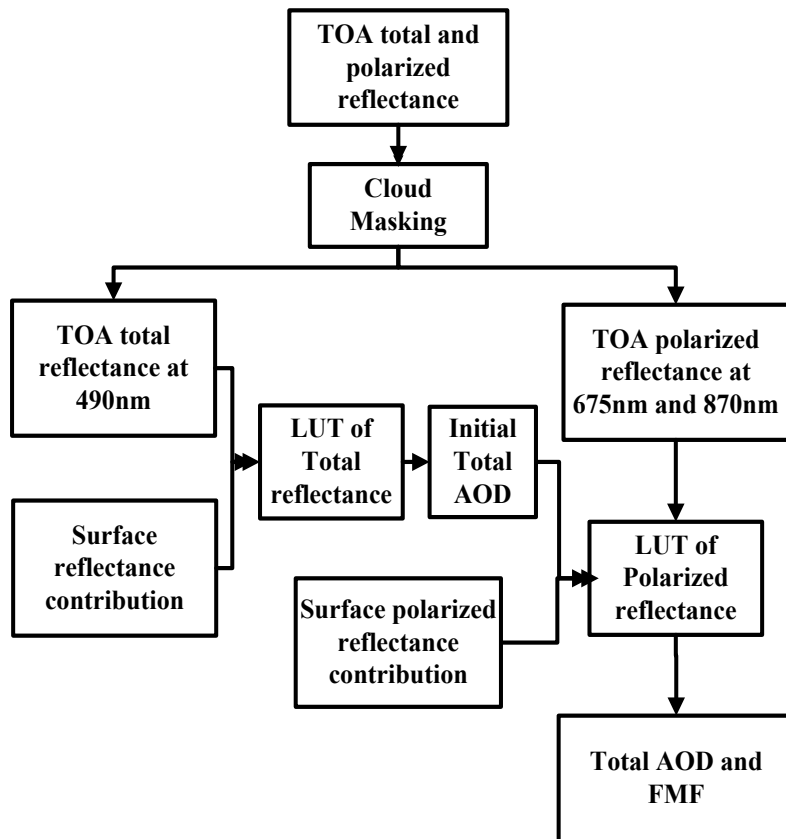 TOA total and
polarized
reflectance
Cloud
Masking
TOA total
reflectance at
490nm
TOA polarized
reflectance at
675nm and 870nm
LUT of
Total
reflectance
Initial
Total
AOD
Surface
reflectance
contribution
Surface polarized
reflectance
contribution
LUT of
Polarized
reflectance
Total AOD and
FMF